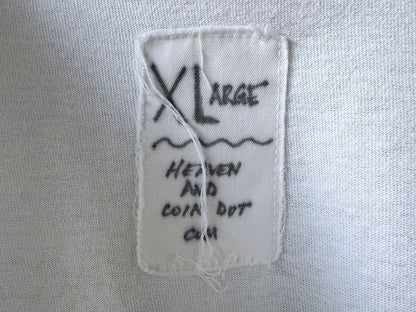 XLARGE
HEAVEN
AND
COIN DOT
COM